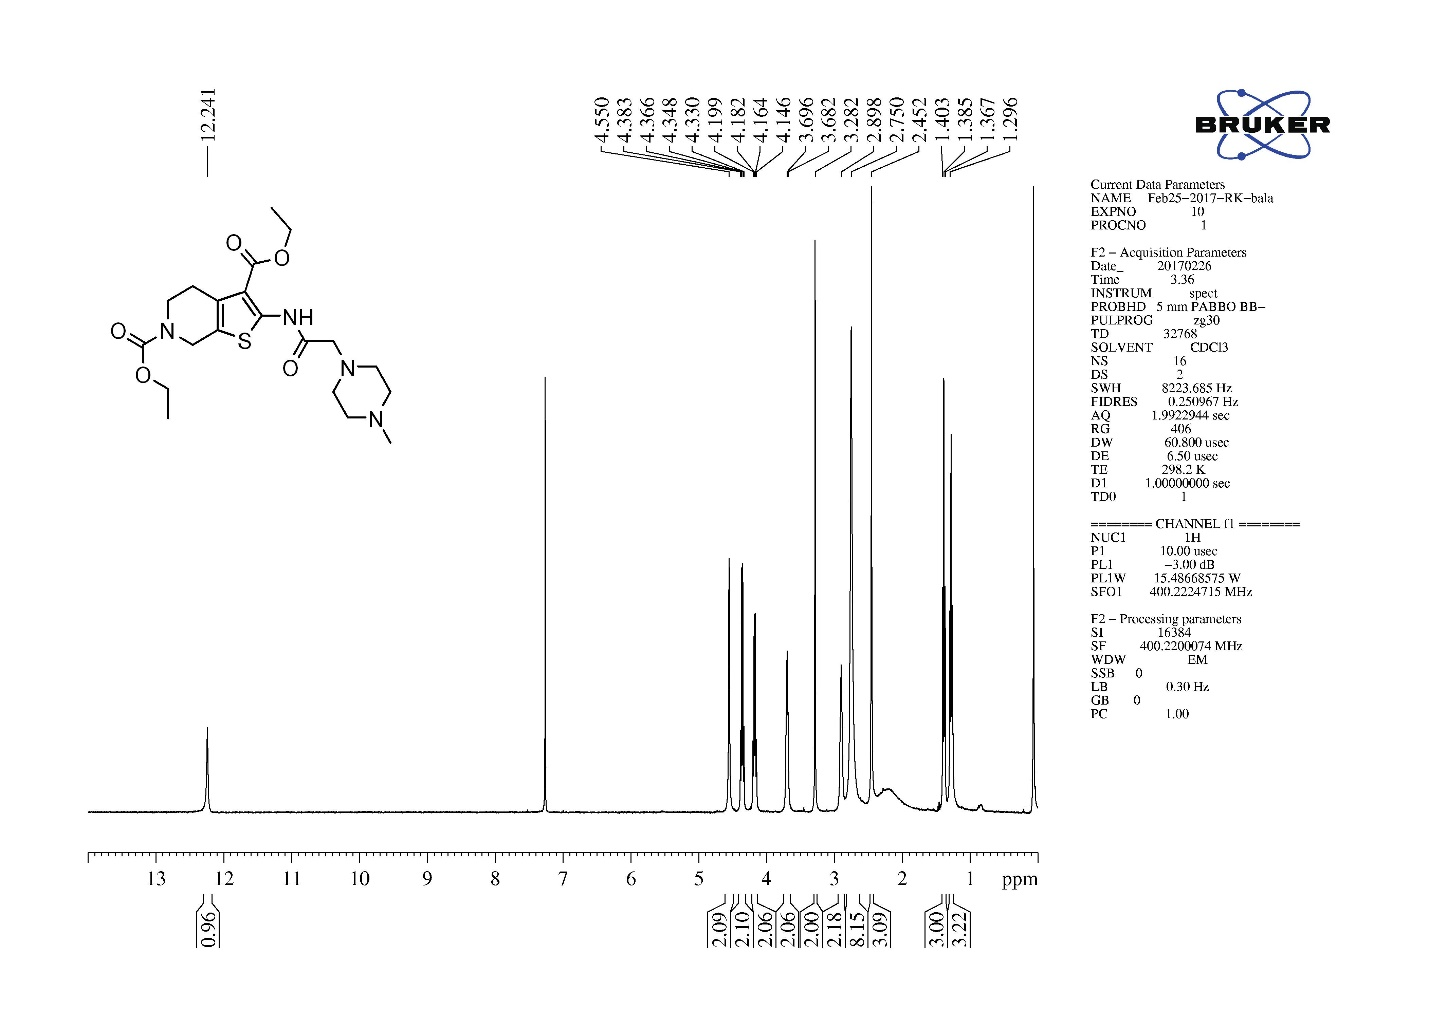 12.241
4.550
4.383
4.366
4.348
4.330
4.199
4.182
4.164
4.146
3.696
3.682
3.282
2.898
2.750
2.452
1.403
1.385
1.367
1.296
BRUKER
Current Data Parameters
NAME Feb25-2017-RK-bala
EXPNO 10
PROCNO 1
F2 - Acquisition Parameters
Date_ 20170226
Time 3.36
INSTRUM spect
PROBHD 5 mm PABBO BB-
PULPROG zg30
TD 32768
SOLVENT CDCl3
NS 16
DS 2
SWH 8223.685 Hz
FIDRES 0.250967 Hz
AQ 1.9922944 sec
RG 406
DW 60.800 usec
DE 6.50 usec
TE 298.2 K
D1 1.00000000 sec
TD0 1
======== CHANNEL f1 ========
NUC1 1H
P1 10.00 usec
PL1 -3.00 dB
PL1W 15.48668575 W
SFO1 400.2224715 MHz
F2 - Processing parameters
SI 16384
SF 400.2200074 MHz
WDW EM
SSB 0
LB 0.30 Hz
GB 0
PC 1.00
O
O
NH
S
O
N
O
O
N
N
13 12 11 10 9 8 7 6 5 4 3 2 1 ppm
0.96
2.09
2.10
2.06
2.06
2.00
2.18
8.15
3.09
3.00
3.22